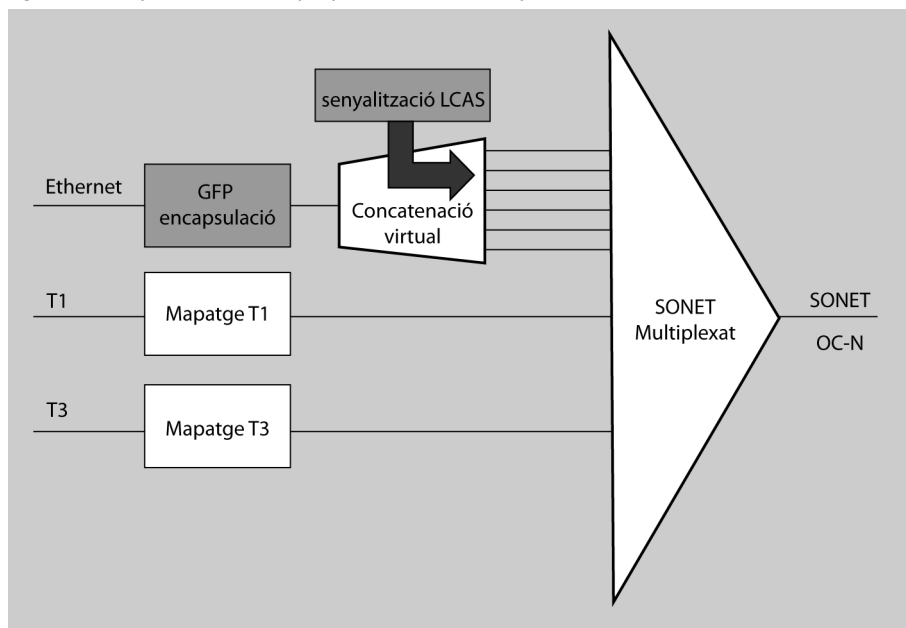 senyalització LCAS
Ethernet
GFP
encapsulació
Concatenació
virtual
T1
Mapatge T1
SONET
Multiplexat
SONET
OC-N
T3
Mapatge T3